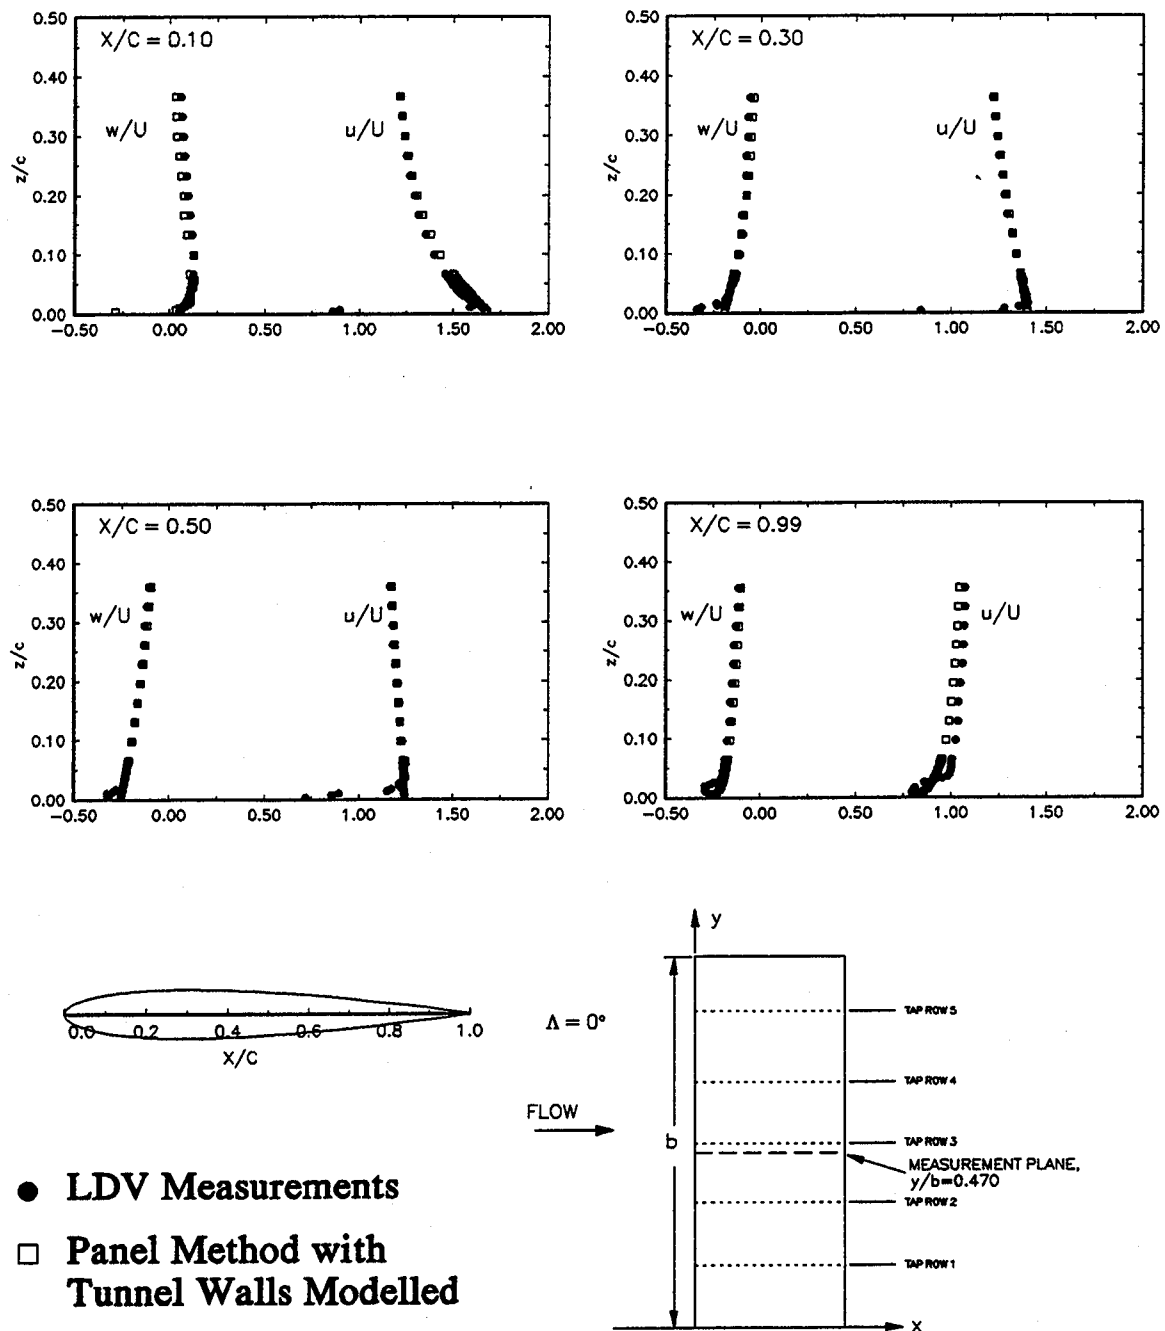 X/C = 0.10
z/c
0.50
0.40
0.30
0.20
0.10
0.00
w/U
u/U
-0.50 0.00 0.50 1.00 1.50 2.00
X/C = 0.30
z/c
0.50
0.40
0.30
0.20
0.10
0.00
w/U
u/U
-0.50 0.00 0.50 1.00 1.50 2.00
X/C = 0.50
z/c
0.50
0.40
0.30
0.20
0.10
0.00
w/U
u/U
-0.50 0.00 0.50 1.00 1.50 2.00
X/C = 0.99
z/c
0.50
0.40
0.30
0.20
0.10
0.00
w/U
u/U
-0.50 0.00 0.50 1.00 1.50 2.00
0.0 0.2 0.4 0.6 0.8 1.0
X/C
Λ = 0°
FLOW
y
b
x
TAP ROW 5
TAP ROW 4
TAP ROW 3
MEASUREMENT PLANE,
y/b=0.470
TAP ROW 2
TAP ROW 1
LDV Measurements
Panel Method with
Tunnel Walls Modelled